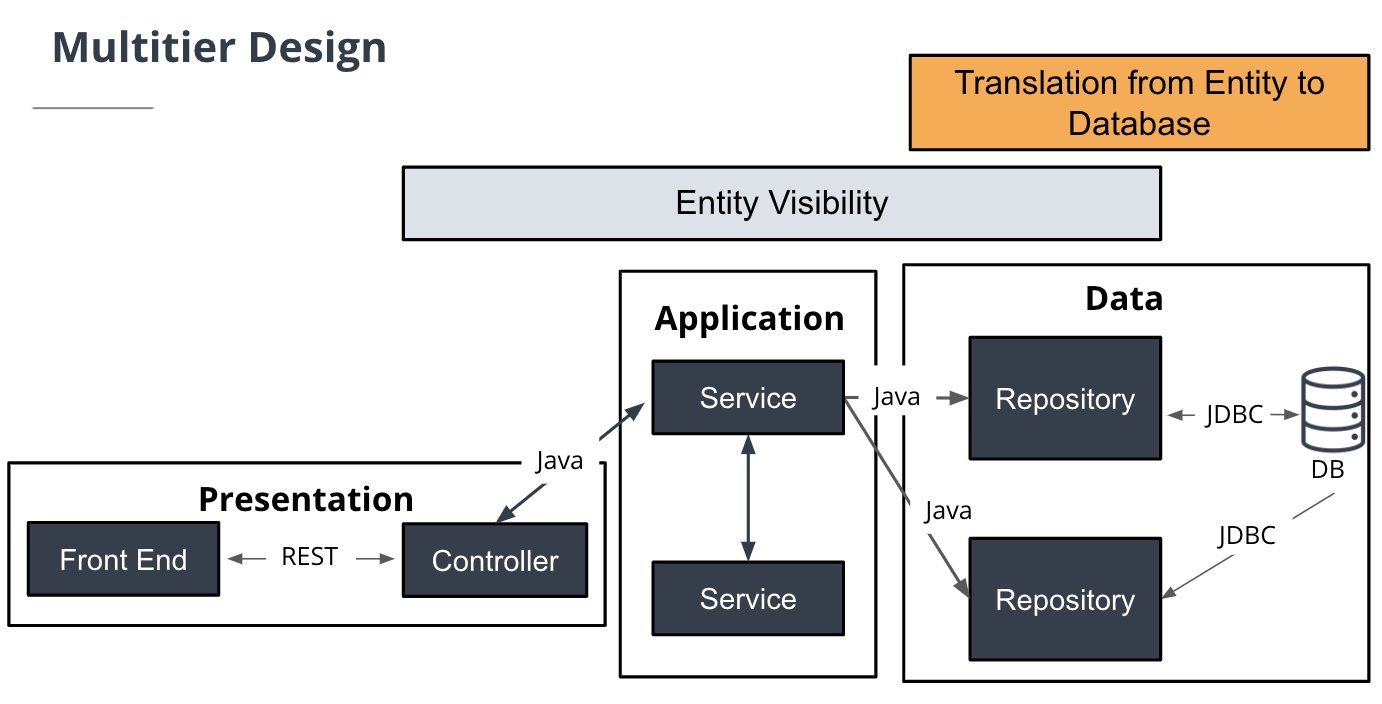 Multitier Design
Translation from Entity to
Database
Entity Visibility
Application
Data
Service
Java
Repository
JDBC
DB
Java
Presentation
Front End
REST
Controller
Java
JDBC
Service
Repository